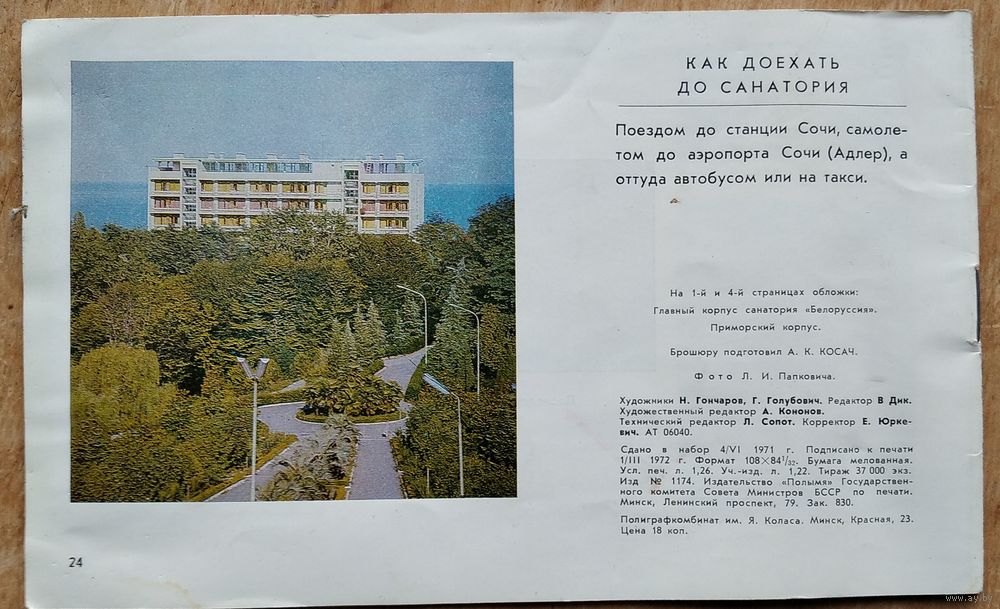 КАК ДОЕХАТЬ
ДО САНАТОРИЯ
Поездом до станции Сочи, самоле-
том до аэропорта Сочи (Адлер), а
оттуда автобусом или на такси.
На 1-й и 4-й страницах обложки:
Главный корпус санатория «Белоруссия».
Приморский корпус.
Брошюру подготовил А. К. КОСАЧ.
Фото Л. И. Папковича.
Художники Н. Гончаров, Г. Голубович. Редактор В Дик.
Художественный редактор А. Кононов.
Технический редактор Л. Сопот. Корректор Е. Юрке-
вич. АТ 06040.
Сдано в набор 4/VI 1971 г. Подписано к печати
1/III 1972 г. Формат 108×84¹/₃₂. Бумага мелованная.
Усл. печ. л. 1,26. Уч.-изд. л. 1,22. Тираж 37 000 экз.
Изд № 1174. Издательство «Полымя» Государствен-
ного комитета Совета Министров БССР по печати.
Минск, Ленинский проспект, 79. Зак. 830.
Полиграфкомбинат им. Я. Коласа. Минск, Красная, 23.
Цена 18 коп.
24
www.ay.by